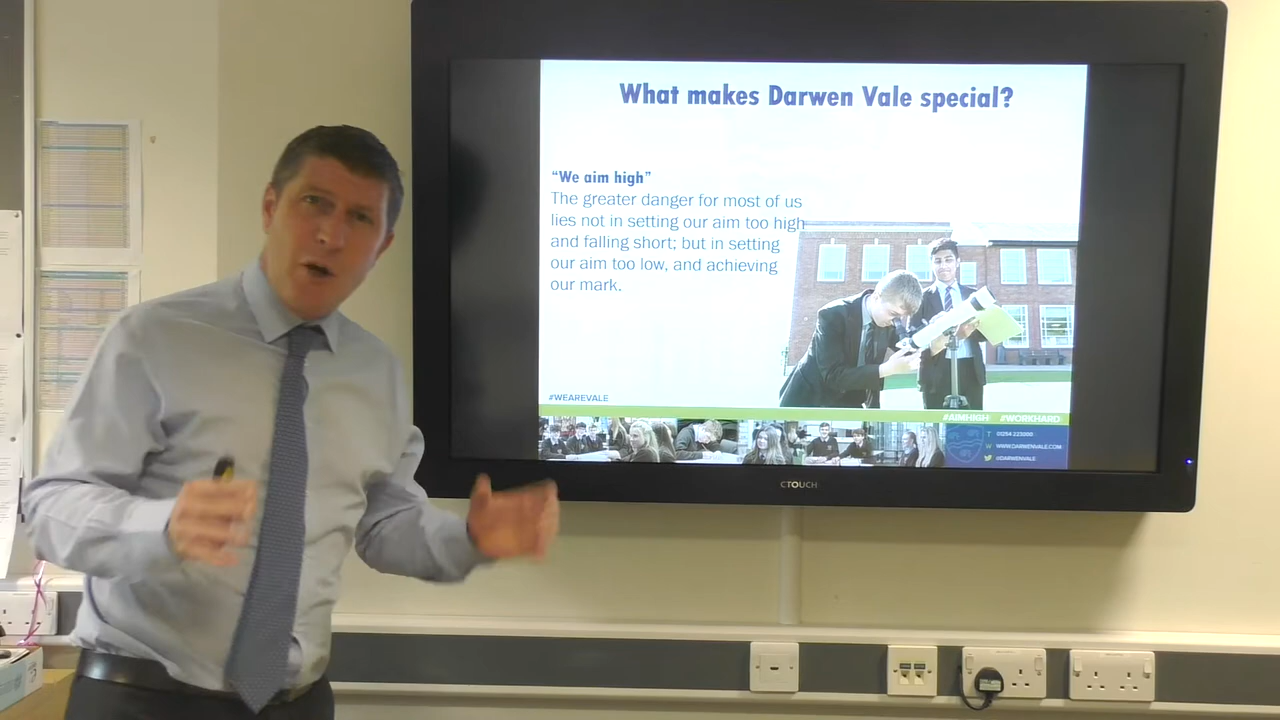 What makes Darwen Vale special?
“We aim high”
The greater danger for most of us
lies not in setting our aim too high
and falling short; but in setting
our aim too low, and achieving
our mark.
#WEAREVALE
#AIMHIGH #WORKHARD
T 01254 223000
W WWW.DARWENVALE.COM
@DARWENVALE
CTOUCH